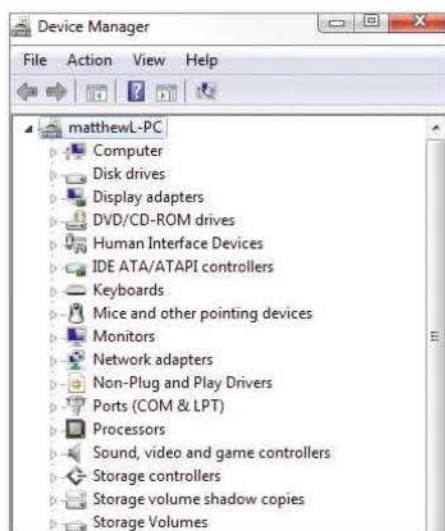 Device Manager
File Action View Help
matthewL-PC
Computer
Disk drives
Display adapters
DVD/CD-ROM drives
Human Interface Devices
IDE ATA/ATAPI controllers
Keyboards
Mice and other pointing devices
Monitors
Network adapters
Non-Plug and Play Drivers
Ports (COM & LPT)
Processors
Sound, video and game controllers
Storage controllers
Storage volume shadow copies
Storage Volumes